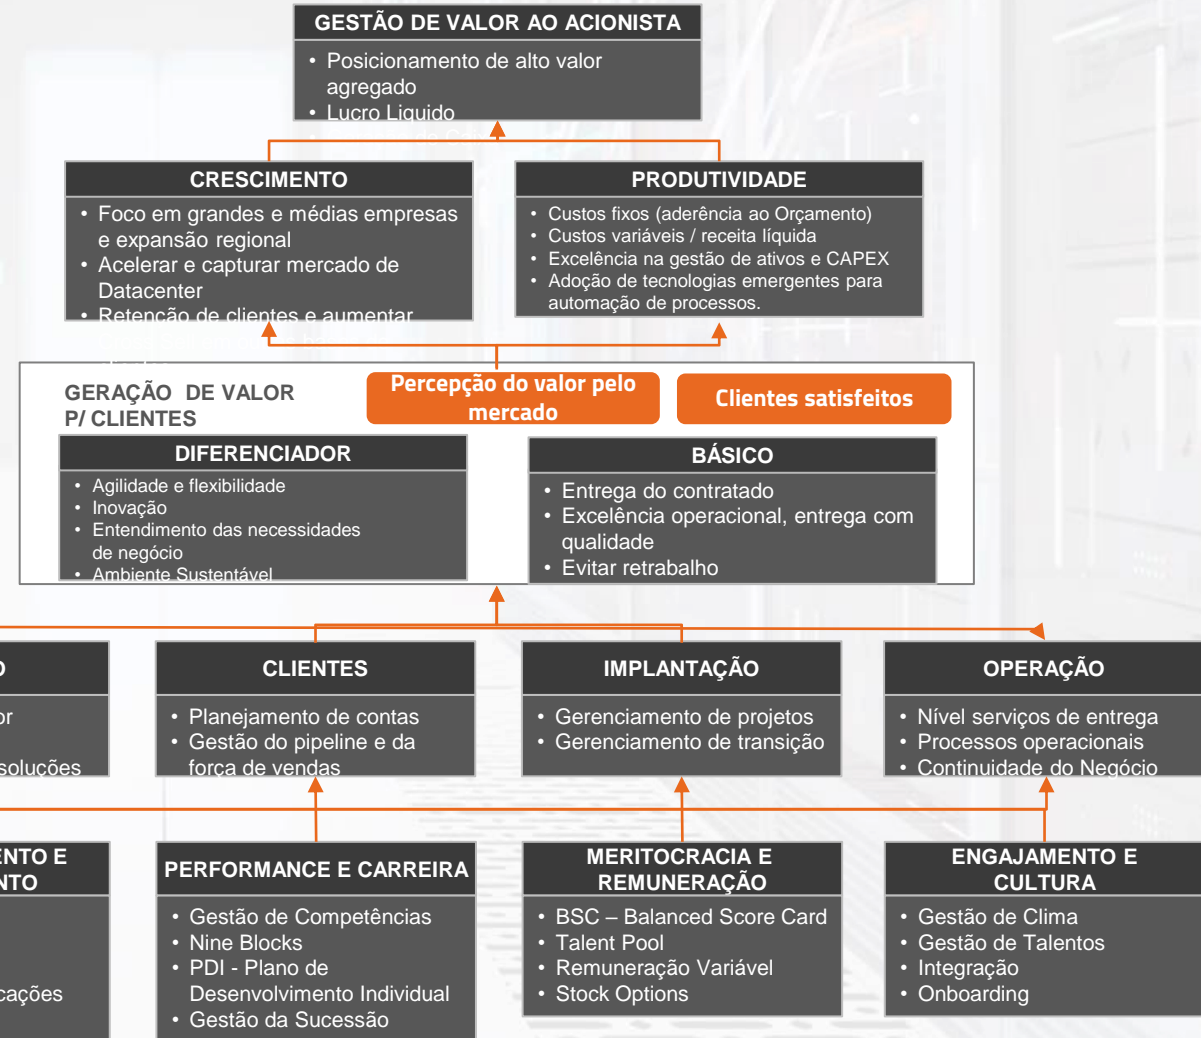 GESTÃO DE VALOR AO ACIONISTA
• Posicionamento de alto valor
agregado
• Lucro Liquido
CRESCIMENTO
• Foco em grandes e médias empresas
e expansão regional
• Acelerar e capturar mercado de
Datacenter
• Retenção de clientes e aumentar
PRODUTIVIDADE
• Custos fixos (aderência ao Orçamento)
• Custos variáveis / receita líquida
• Excelência na gestão de ativos e CAPEX
• Adoção de tecnologias emergentes para
automação de processos.
GERAÇÃO DE VALOR
P/ CLIENTES
Percepção do valor pelo
mercado
Clientes satisfeitos
DIFERENCIADOR
• Agilidade e flexibilidade
• Inovação
• Entendimento das necessidades
de negócio
• Ambiente Sustentável
BÁSICO
• Entrega do contratado
• Excelência operacional, entrega com
qualidade
• Evitar retrabalho
O
or
soluções
CLIENTES
• Planejamento de contas
• Gestão do pipeline e da
força de vendas
IMPLANTAÇÃO
• Gerenciamento de projetos
• Gerenciamento de transição
OPERAÇÃO
• Nível serviços de entrega
• Processos operacionais
• Continuidade do Negócio
ENTO E
NTO
cações
PERFORMANCE E CARREIRA
• Gestão de Competências
• Nine Blocks
• PDI - Plano de
Desenvolvimento Individual
• Gestão da Sucessão
MERITOCRACIA E
REMUNERAÇÃO
• BSC – Balanced Score Card
• Talent Pool
• Remuneração Variável
• Stock Options
ENGAJAMENTO E
CULTURA
• Gestão de Clima
• Gestão de Talentos
• Integração
• Onboarding